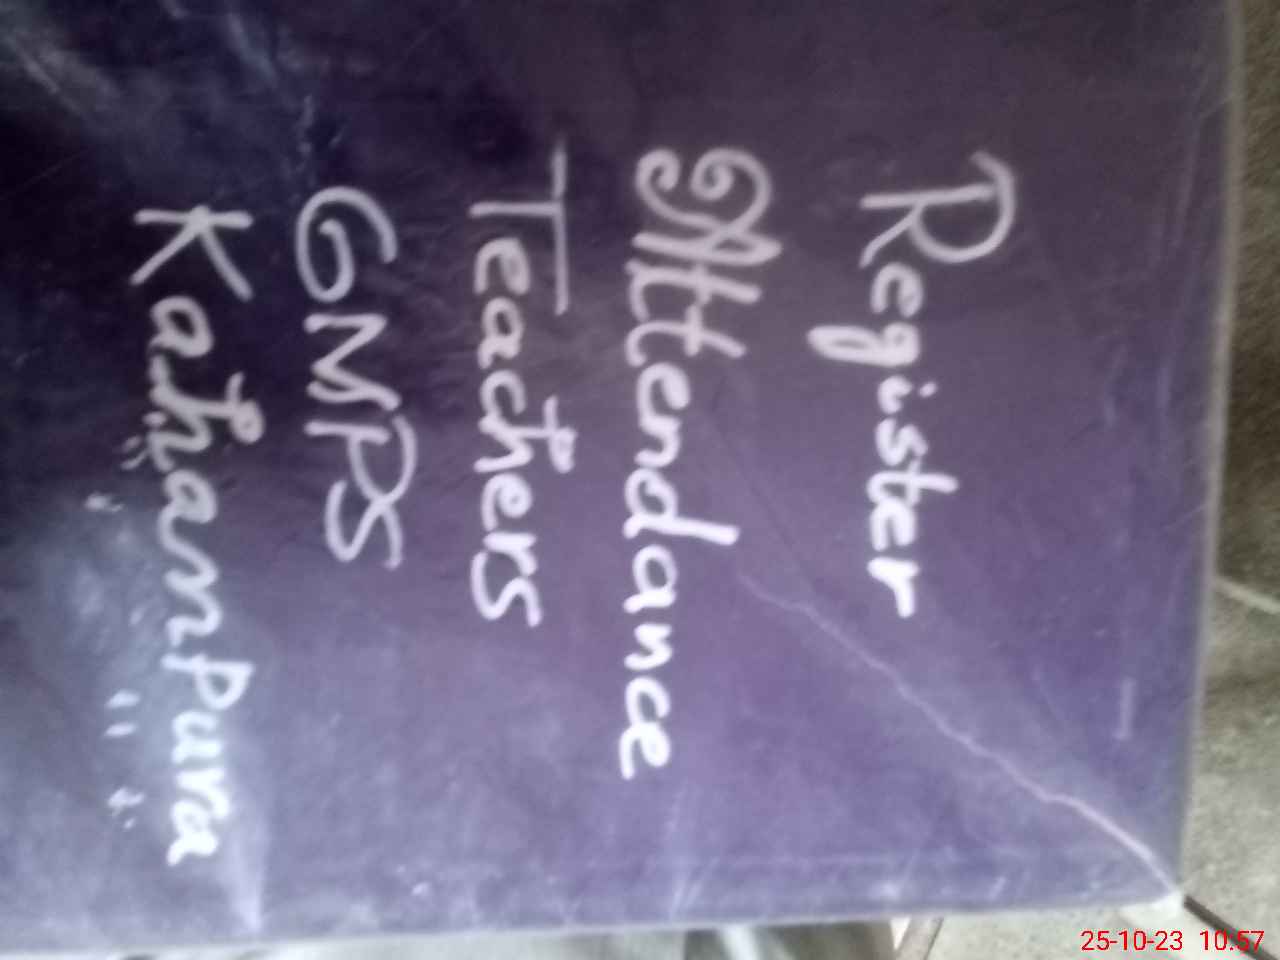 Register
Attendance
Teachers
GMPS
Kathanpura
25-10-23 10:57